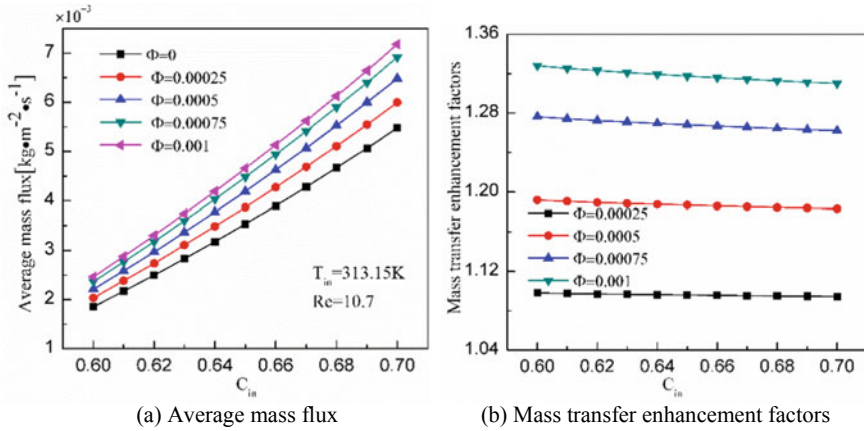 ×10⁻³
Average mass flux[kg•m⁻²•s⁻¹]
7
6
5
4
3
2
1
Φ=0
Φ=0.00025
Φ=0.0005
Φ=0.00075
Φ=0.001
T_in=313.15K
Re=10.7
0.60 0.62 0.64 0.66 0.68 0.70
C_in
(a) Average mass flux
Mass transfer enhancement factors
1.36
1.28
1.20
1.12
1.04
Φ=0.00025
Φ=0.0005
Φ=0.00075
Φ=0.001
0.60 0.62 0.64 0.66 0.68 0.70
C_in
(b) Mass transfer enhancement factors